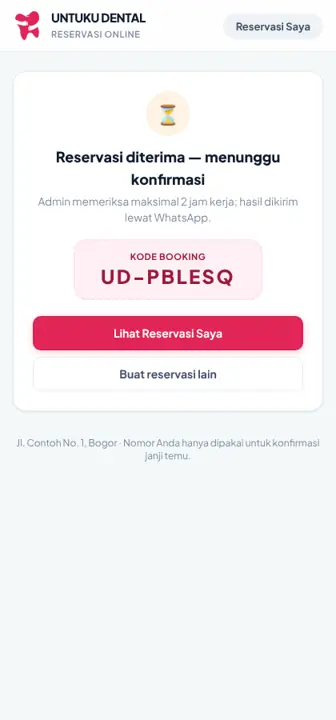 UNTUKU DENTAL
RESERVASI ONLINE
Reservasi Saya
Reservasi diterima — menunggu
konfirmasi
Admin memeriksa maksimal 2 jam kerja; hasil dikirim
lewat WhatsApp.
KODE BOOKING
UD-PBLESQ
Lihat Reservasi Saya
Buat reservasi lain
Jl. Contoh No. 1, Bogor · Nomor Anda hanya dipakai untuk konfirmasi
janji temu.